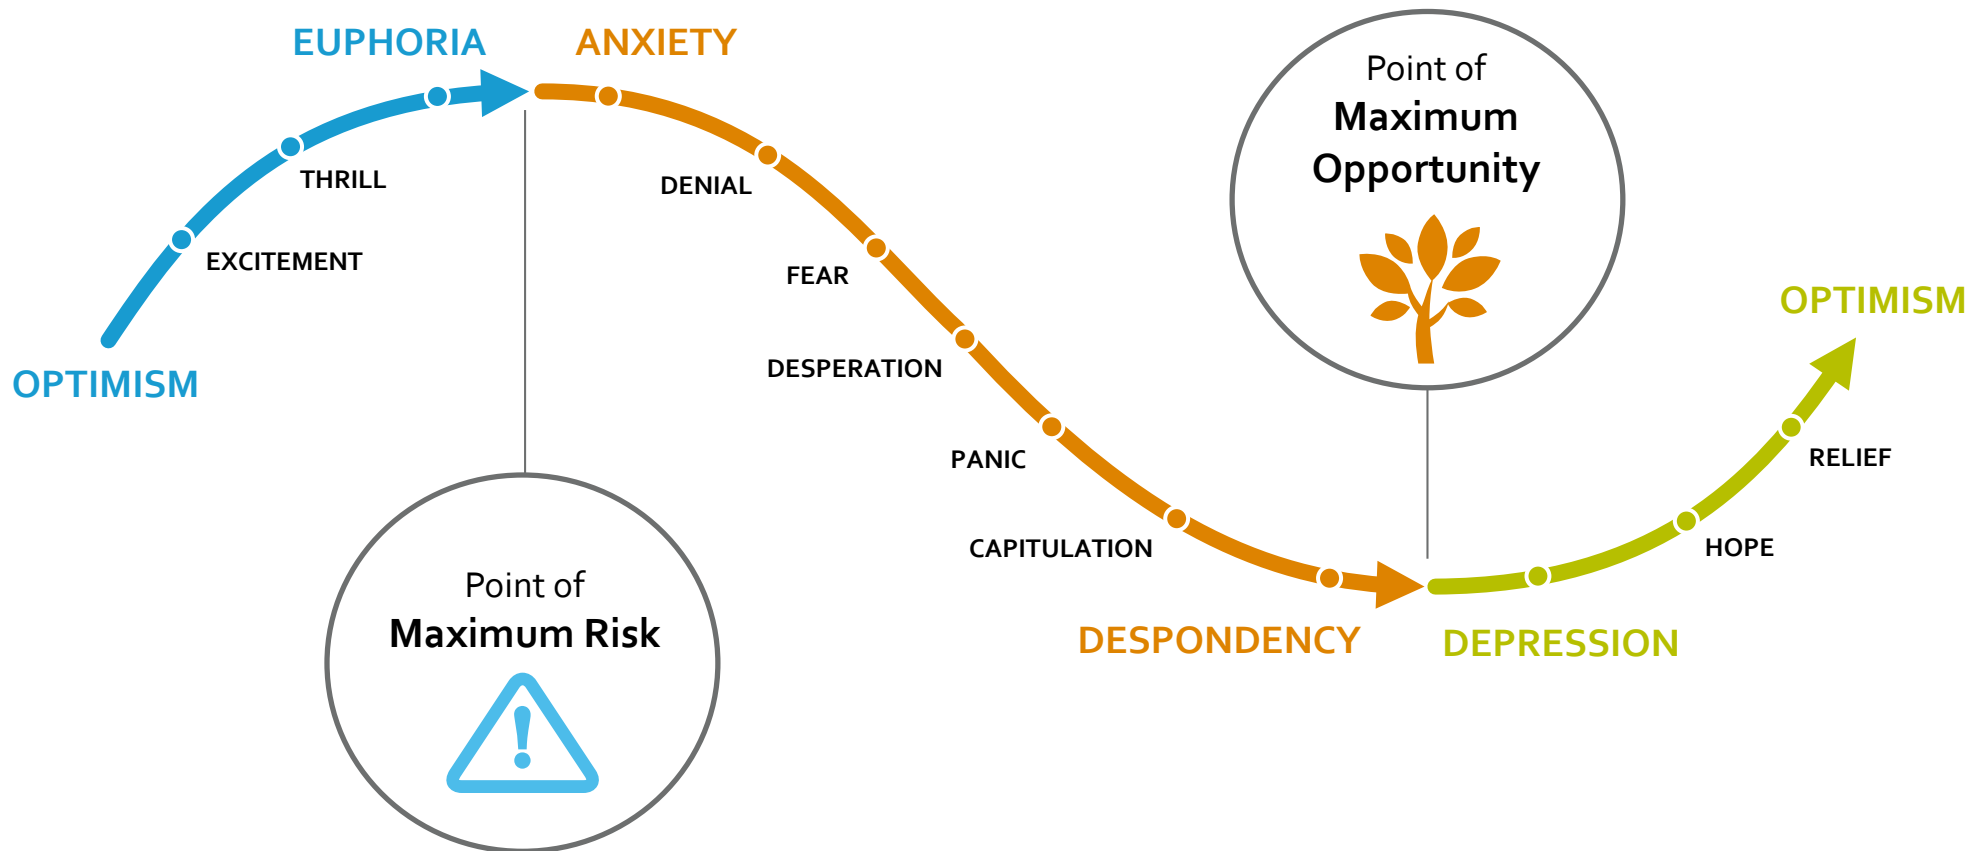 EUPHORIA
ANXIETY
THRILL
EXCITEMENT
OPTIMISM
Point of
Maximum Risk
DENIAL
FEAR
DESPERATION
PANIC
CAPITULATION
DESPONDENCY
Point of
Maximum
Opportunity
DEPRESSION
HOPE
RELIEF
OPTIMISM